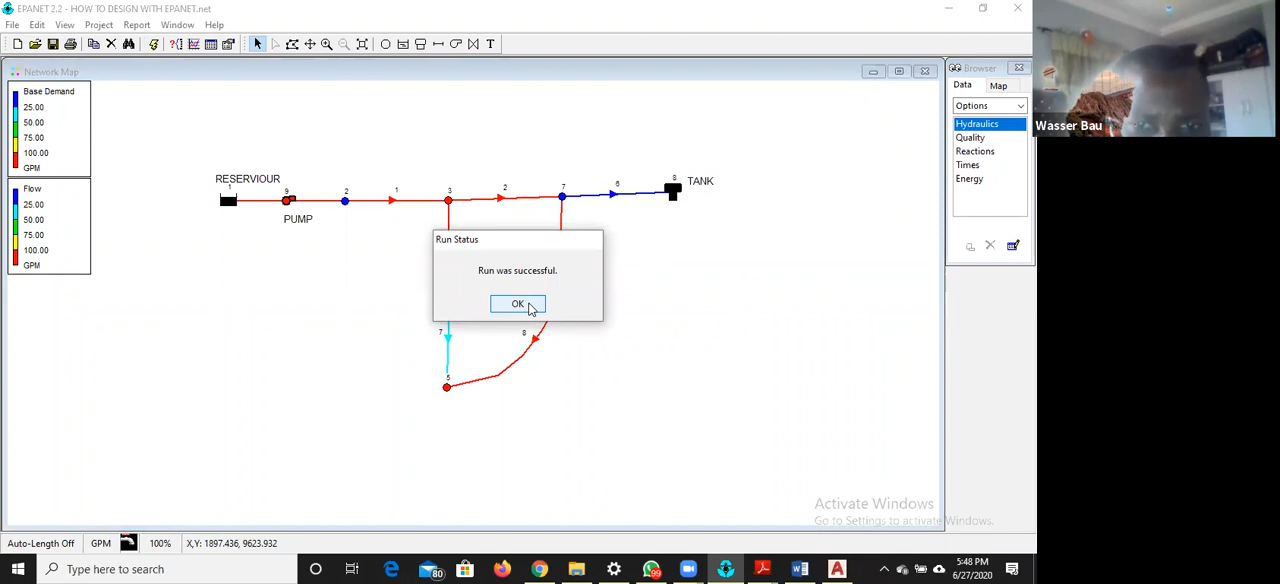 EPANET 2.2 - HOW TO DESIGN WITH EPANET.net
File Edit View Project Report Window Help
Network Map
Base Demand
25.00
50.00
75.00
100.00
GPM
Flow
25.00
50.00
75.00
100.00
GPM
RESERVIOUR
1
9
PUMP
2
1
3
2
7
6
8
TANK
7
8
5
Run Status
Run was successful.
OK
Browser
Data Map
Options
Hydraulics
Quality
Reactions
Times
Energy
Wasser Bau
Activate Windows
Go to Settings to activate Windows.
Auto-Length Off GPM 100% X,Y: 1897.436, 9623.932
Type here to search
80
99
5:48 PM
6/27/2020